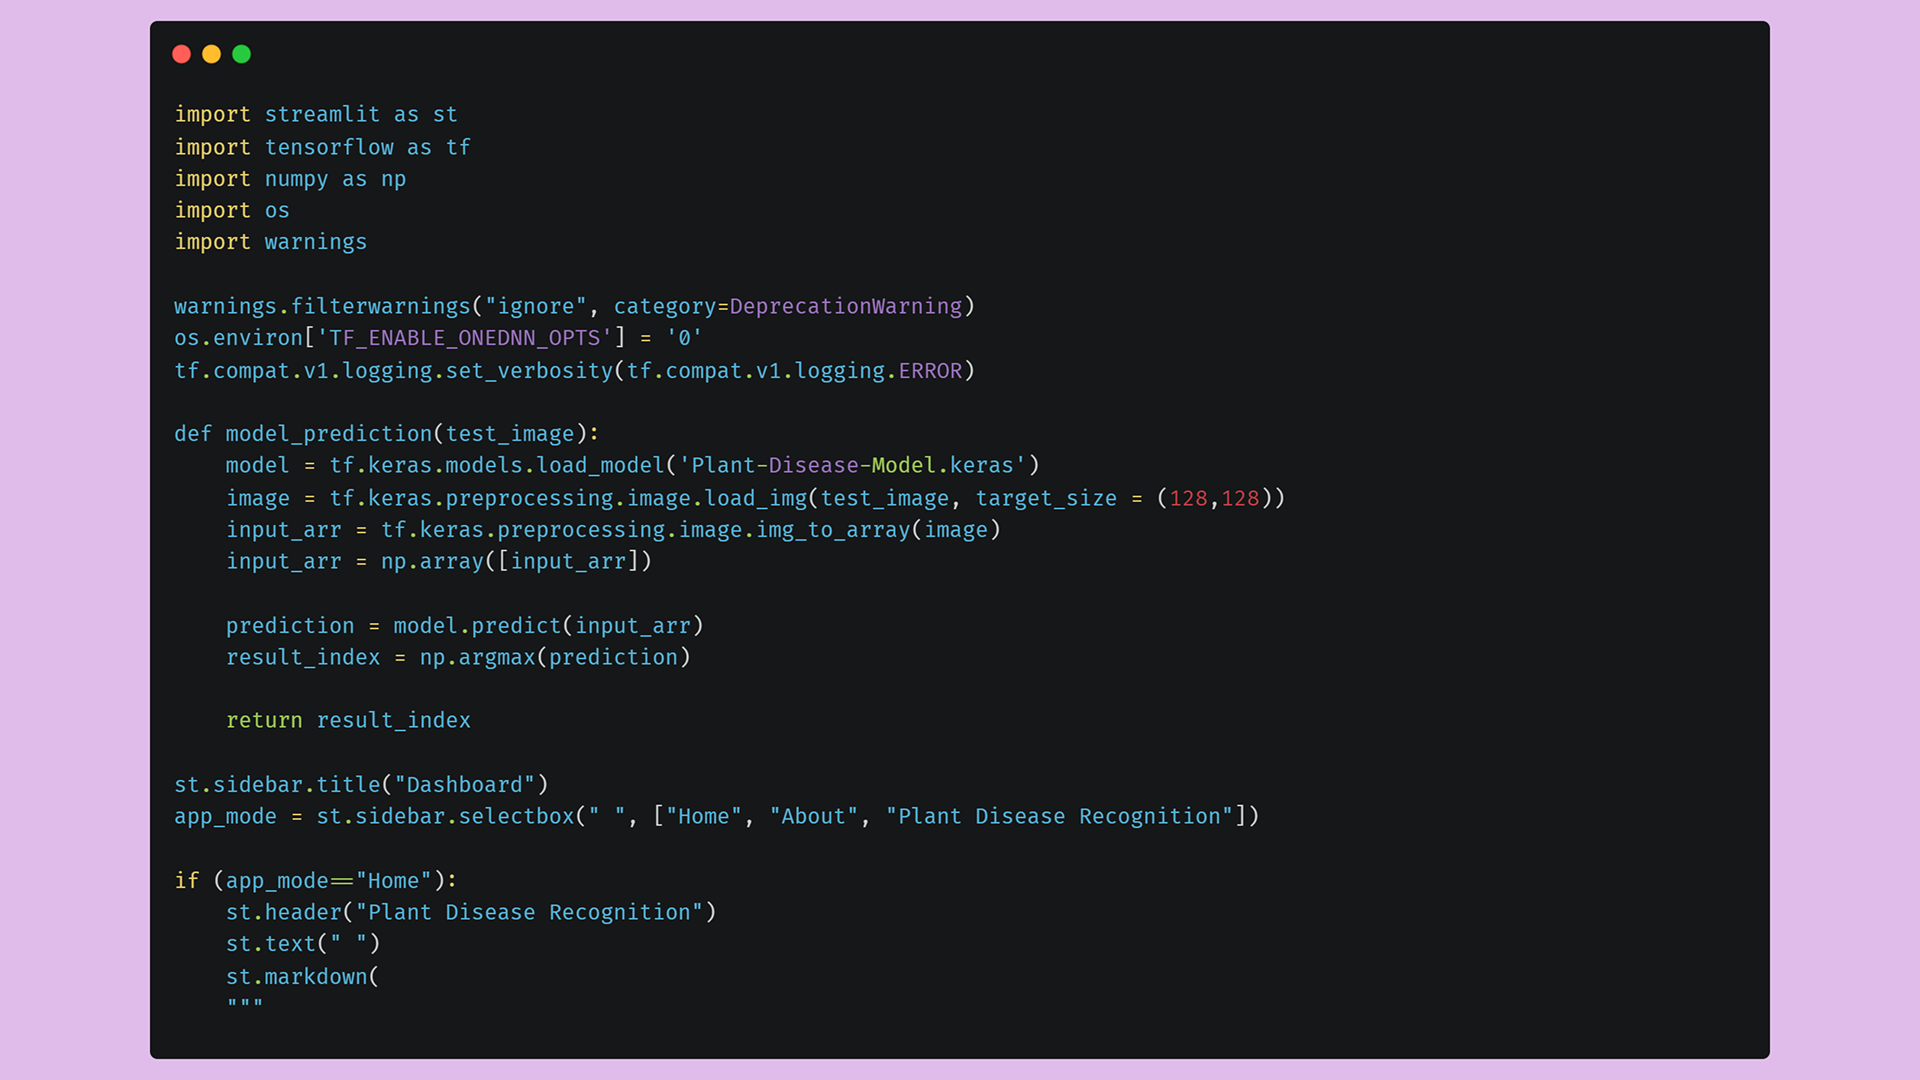 import streamlit as st
import tensorflow as tf
import numpy as np
import os
import warnings

warnings.filterwarnings("ignore", category=DeprecationWarning)
os.environ['TF_ENABLE_ONEDNN_OPTS'] = '0'
tf.compat.v1.logging.set_verbosity(tf.compat.v1.logging.ERROR)

def model_prediction(test_image):
    model = tf.keras.models.load_model('Plant-Disease-Model.keras')
    image = tf.keras.preprocessing.image.load_img(test_image, target_size = (128,128))
    input_arr = tf.keras.preprocessing.image.img_to_array(image)
    input_arr = np.array([input_arr])

    prediction = model.predict(input_arr)
    result_index = np.argmax(prediction)

    return result_index

st.sidebar.title("Dashboard")
app_mode = st.sidebar.selectbox(" ", ["Home", "About", "Plant Disease Recognition"])

if (app_mode=="Home"):
    st.header("Plant Disease Recognition")
    st.text(" ")
    st.markdown(
    """